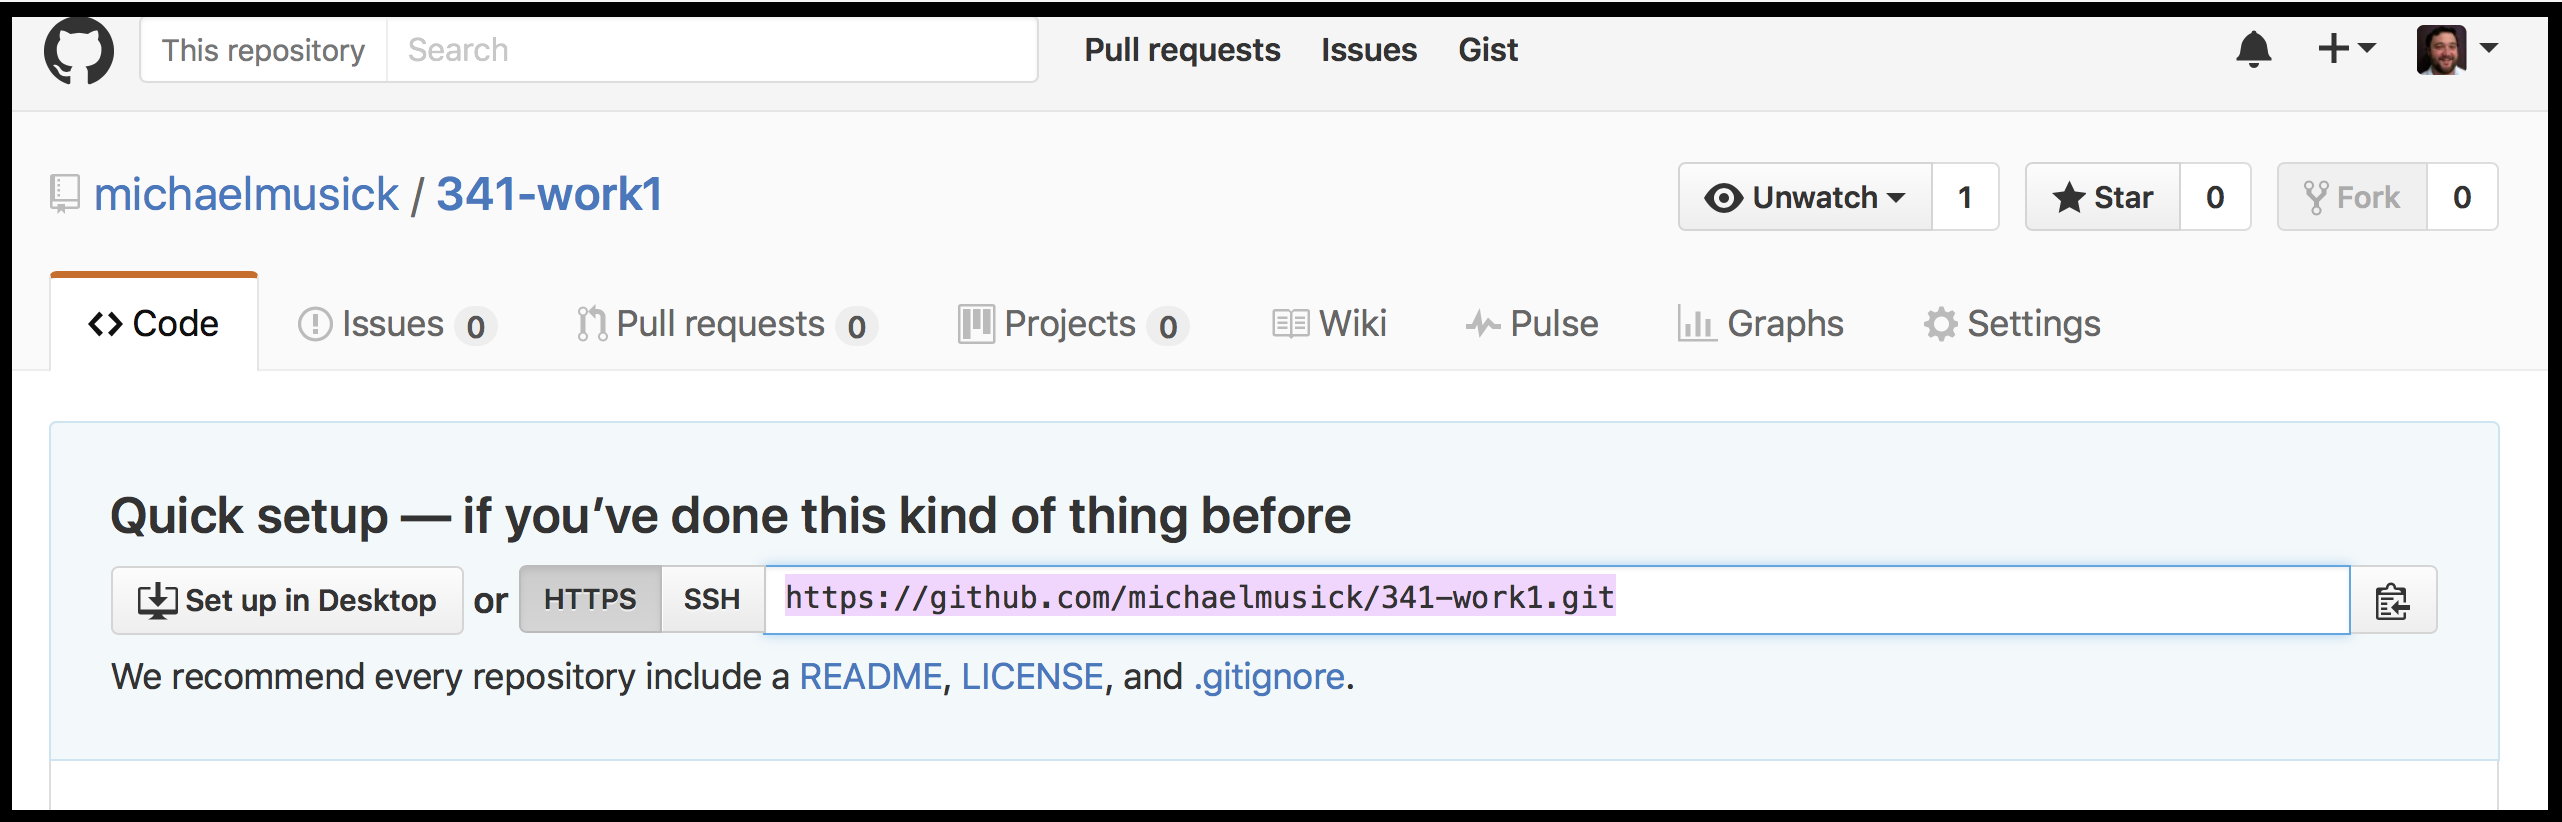 This repository Search Pull requests Issues Gist
michaelmusick / 341-work1 Unwatch 1 Star 0 Fork 0
Code Issues 0 Pull requests 0 Projects 0 Wiki Pulse Graphs Settings
Quick setup — if you’ve done this kind of thing before
Set up in Desktop or HTTPS SSH https://github.com/michaelmusick/341-work1.git
We recommend every repository include a README, LICENSE, and .gitignore.